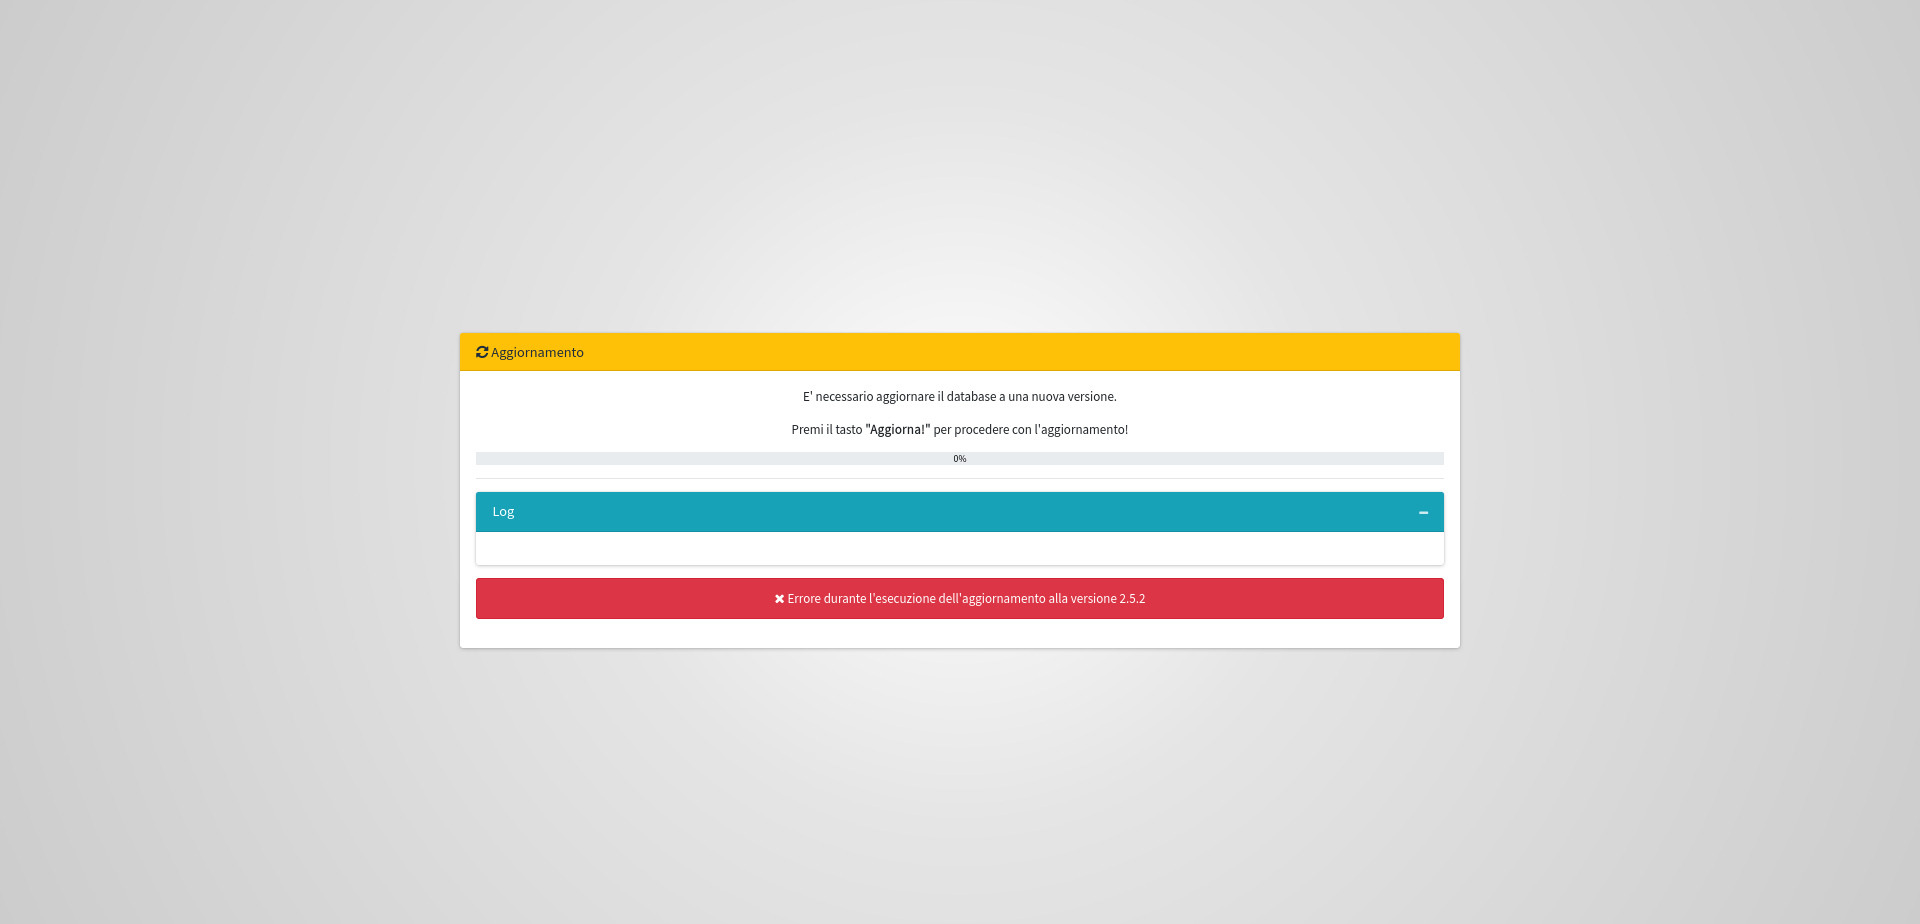 Aggiornamento
E' necessario aggiornare il database a una nuova versione.
Premi il tasto "Aggiorna!" per procedere con l'aggiornamento!
0%
Log
Errore durante l'esecuzione dell'aggiornamento alla versione 2.5.2